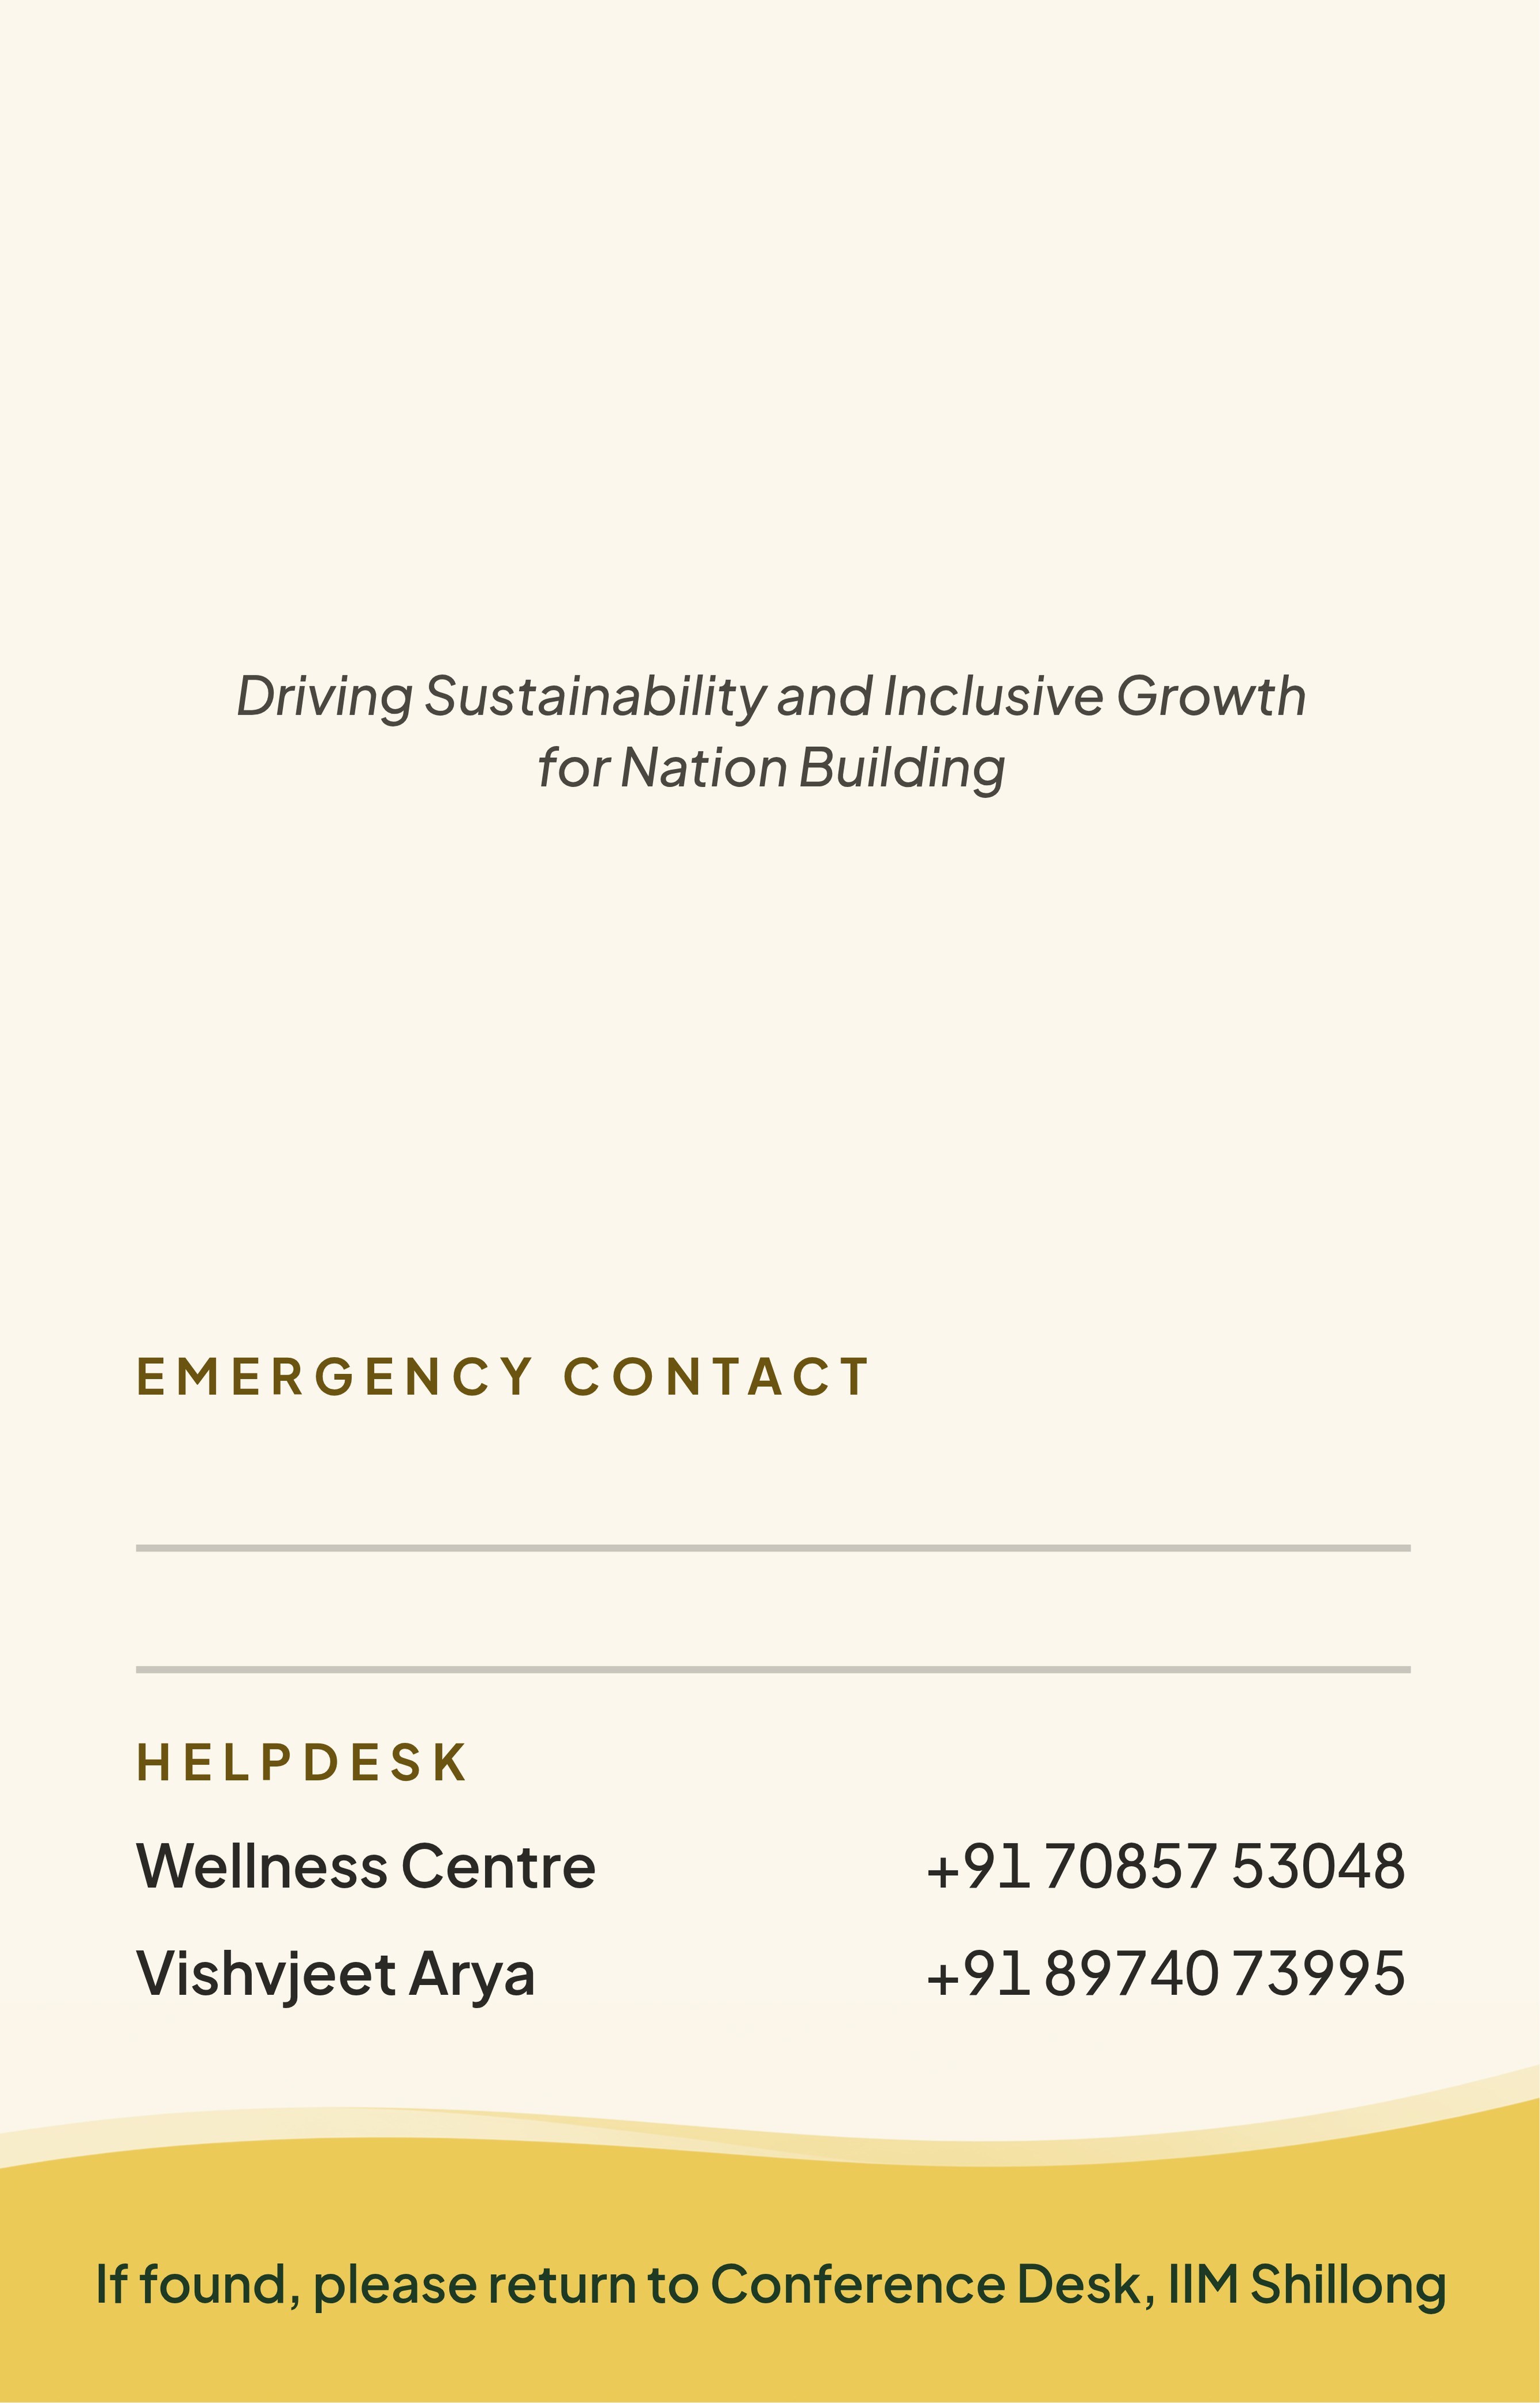 Driving Sustainability and Inclusive Growth
for Nation Building
EMERGENCY CONTACT
HELPDESK
Wellness Centre +91 70857 53048
Vishvjeet Arya +91 89740 73995
If found, please return to Conference Desk, IIM Shillong